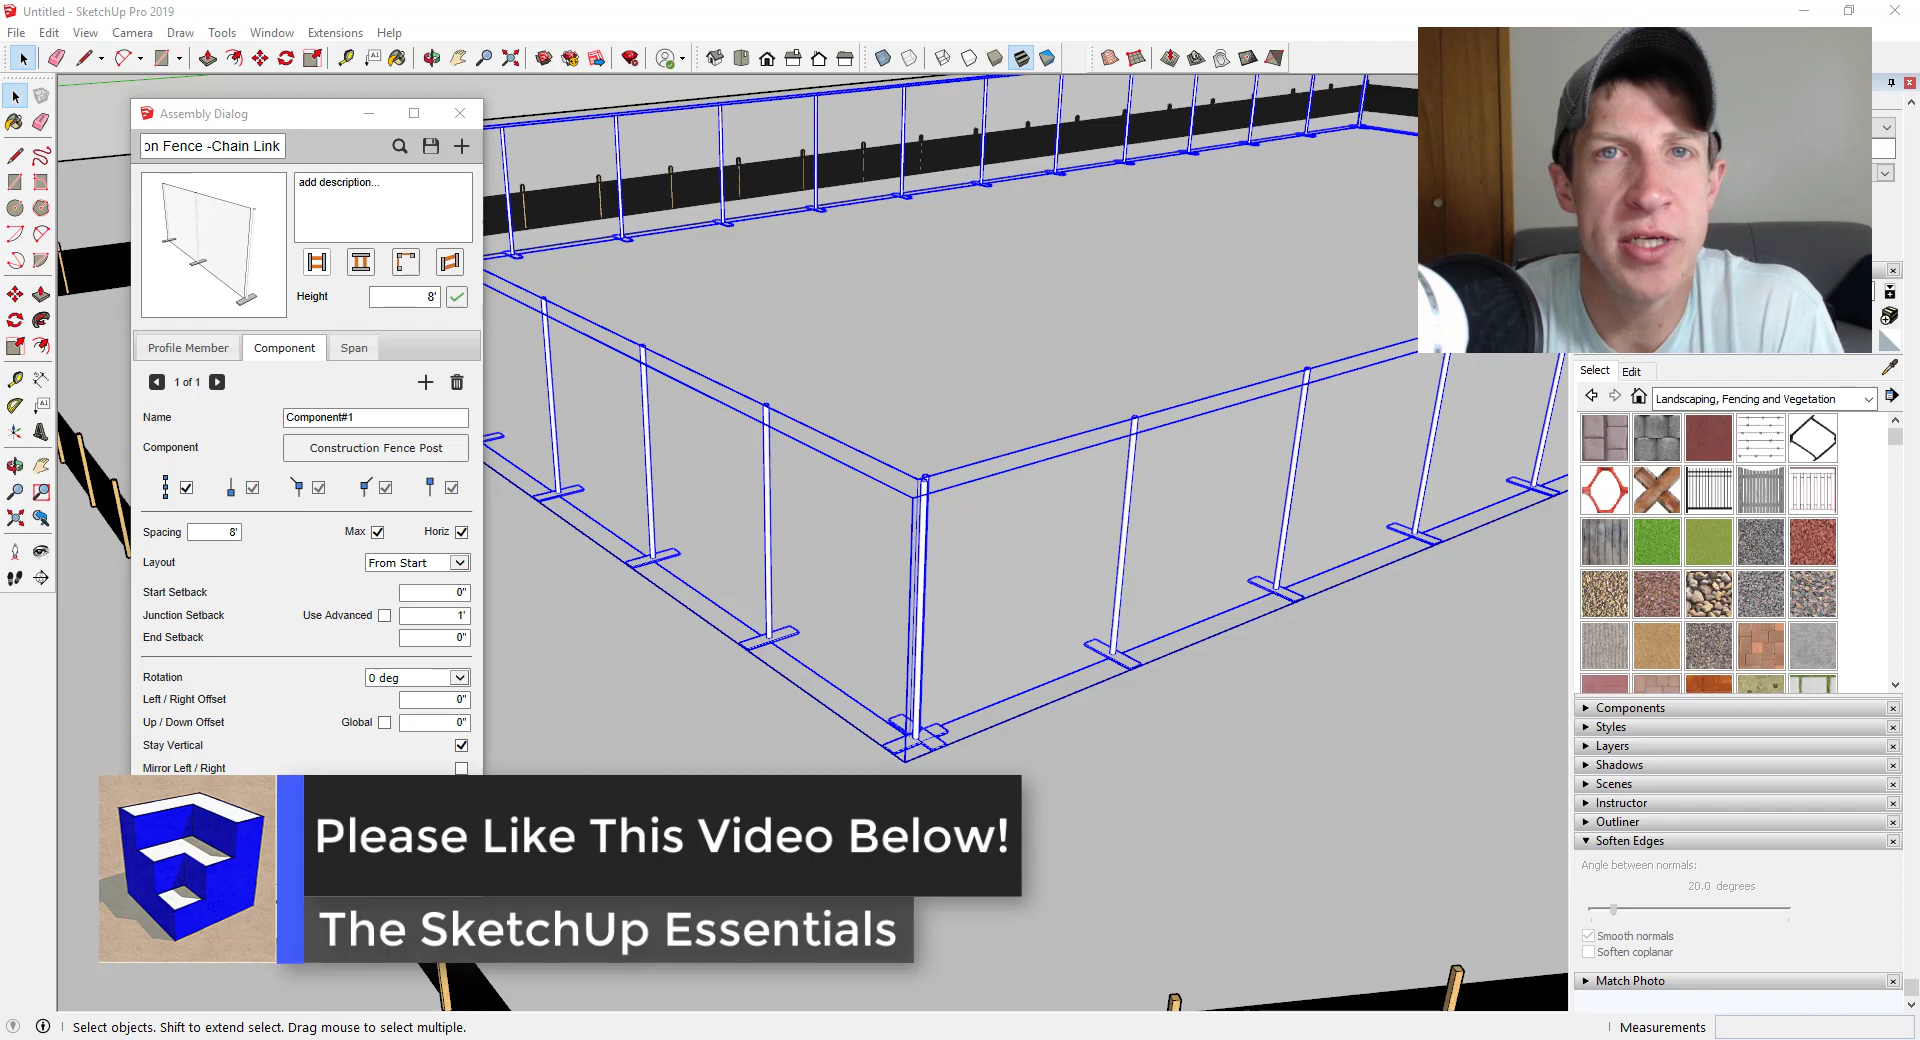 Untitled - SketchUp Pro 2019
File Edit View Camera Draw Tools Window Extensions Help
Assembly Dialog
on Fence -Chain Link
add description...
Height 8'
Profile Member Component Span
1 of 1
Name Component#1
Component Construction Fence Post
Spacing 8' Max Horiz
Layout From Start
Start Setback 0"
Junction Setback Use Advanced 1'
End Setback 0"
Rotation 0 deg
Left / Right Offset 0"
Up / Down Offset Global 0"
Stay Vertical
Mirror Left / Right
Please Like This Video Below!
The SketchUp Essentials
Select Edit
Landscaping, Fencing and Vegetation
Components
Styles
Layers
Shadows
Scenes
Instructor
Outliner
Soften Edges
Angle between normals:
20.0 degrees
Smooth normals
Soften coplanar
Match Photo
Select objects. Shift to extend select. Drag mouse to select multiple.
Measurements